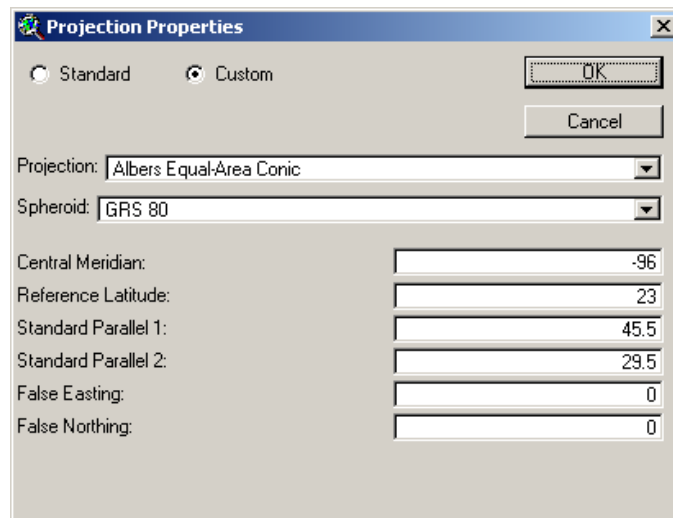 Projection Properties
Standard
Custom
OK
Cancel
Projection: Albers Equal-Area Conic
Spheroid: GRS 80
Central Meridian: -96
Reference Latitude: 23
Standard Parallel 1: 45.5
Standard Parallel 2: 29.5
False Easting: 0
False Northing: 0